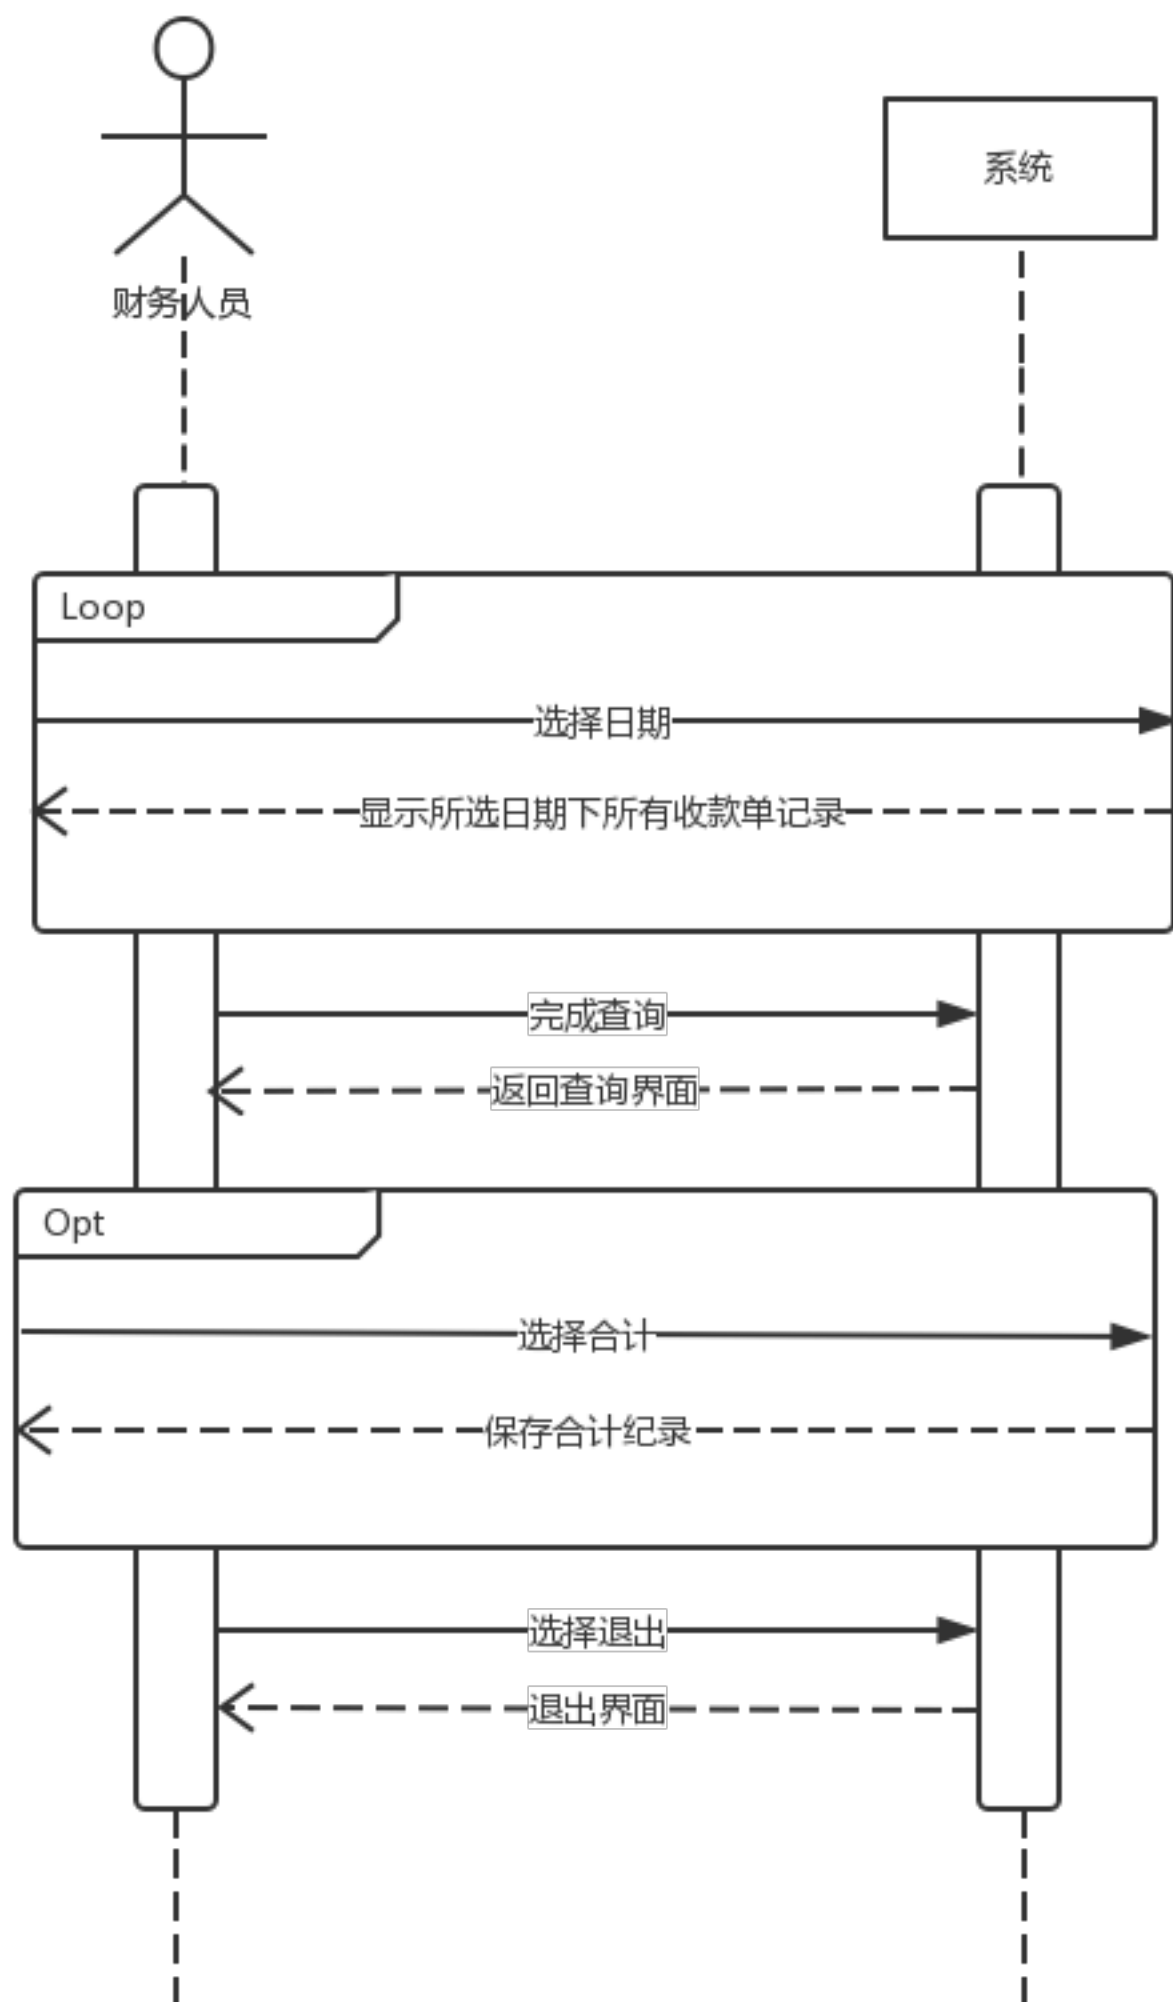 系统
财务人员
Loop
选择日期
显示所选日期下所有收款单记录
完成查询
返回查询界面
Opt
选择合计
保存合计纪录
选择退出
退出界面